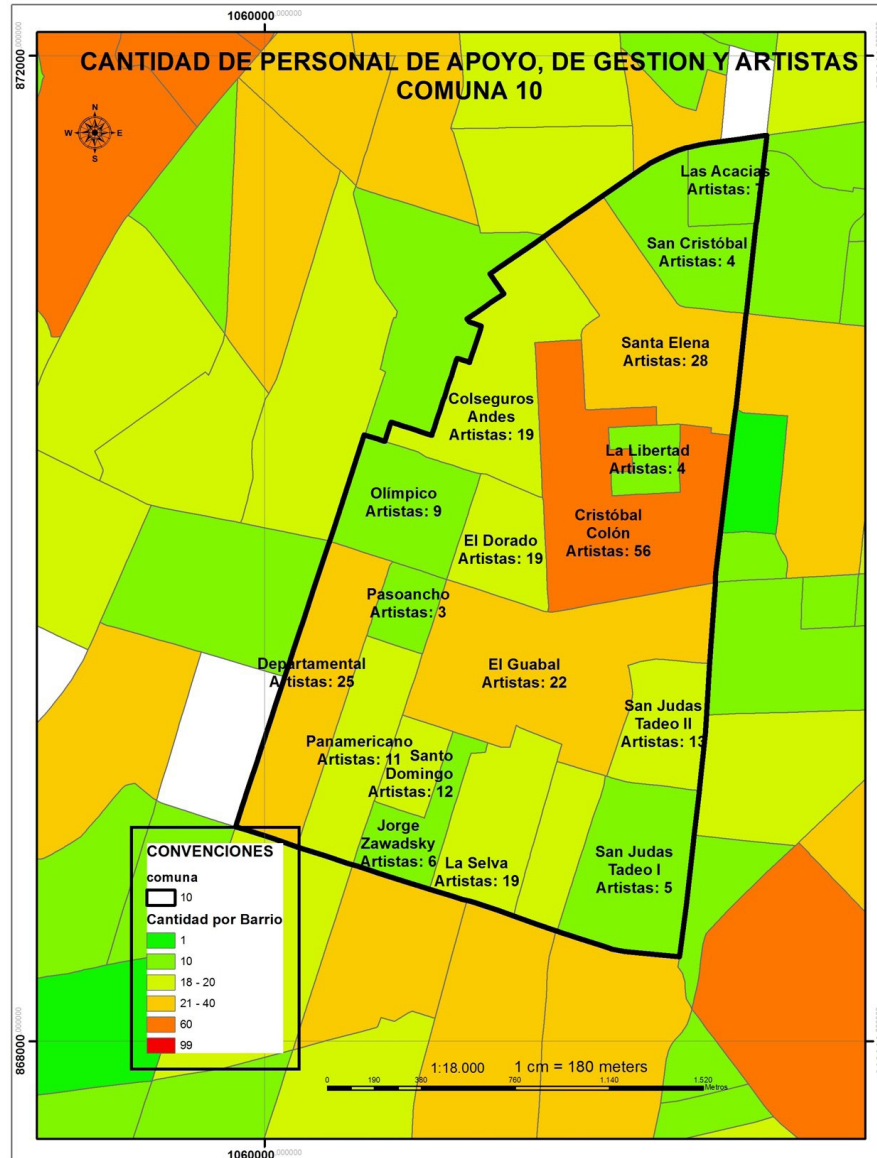 1060000
CANTIDAD DE PERSONAL DE APOYO, DE GESTION Y ARTISTAS
COMUNA 10
872000
N
W E
S
Las Acacias
Artistas: 7
San Cristóbal
Artistas: 4
Santa Elena
Artistas: 28
Colseguros
Andes
Artistas: 19
La Libertad
Artistas: 4
Olímpico
Artistas: 9
Cristóbal
Colón
Artistas: 56
El Dorado
Artistas: 19
Pasoancho
Artistas: 3
Departamental
Artistas: 25
El Guabal
Artistas: 22
San Judas
Tadeo II
Artistas: 13
Panamericano
Artistas: 11
Santo
Domingo
Artistas: 12
Jorge
Zawadsky
Artistas: 6
La Selva
Artistas: 19
San Judas
Tadeo I
Artistas: 5
CONVENCIONES
comuna
10
Cantidad por Barrio
1
10
18 - 20
21 - 40
60
99
868000
1:18.000 1 cm = 180 meters
0 190 380 760 1.140 1.520
Metros
1060000